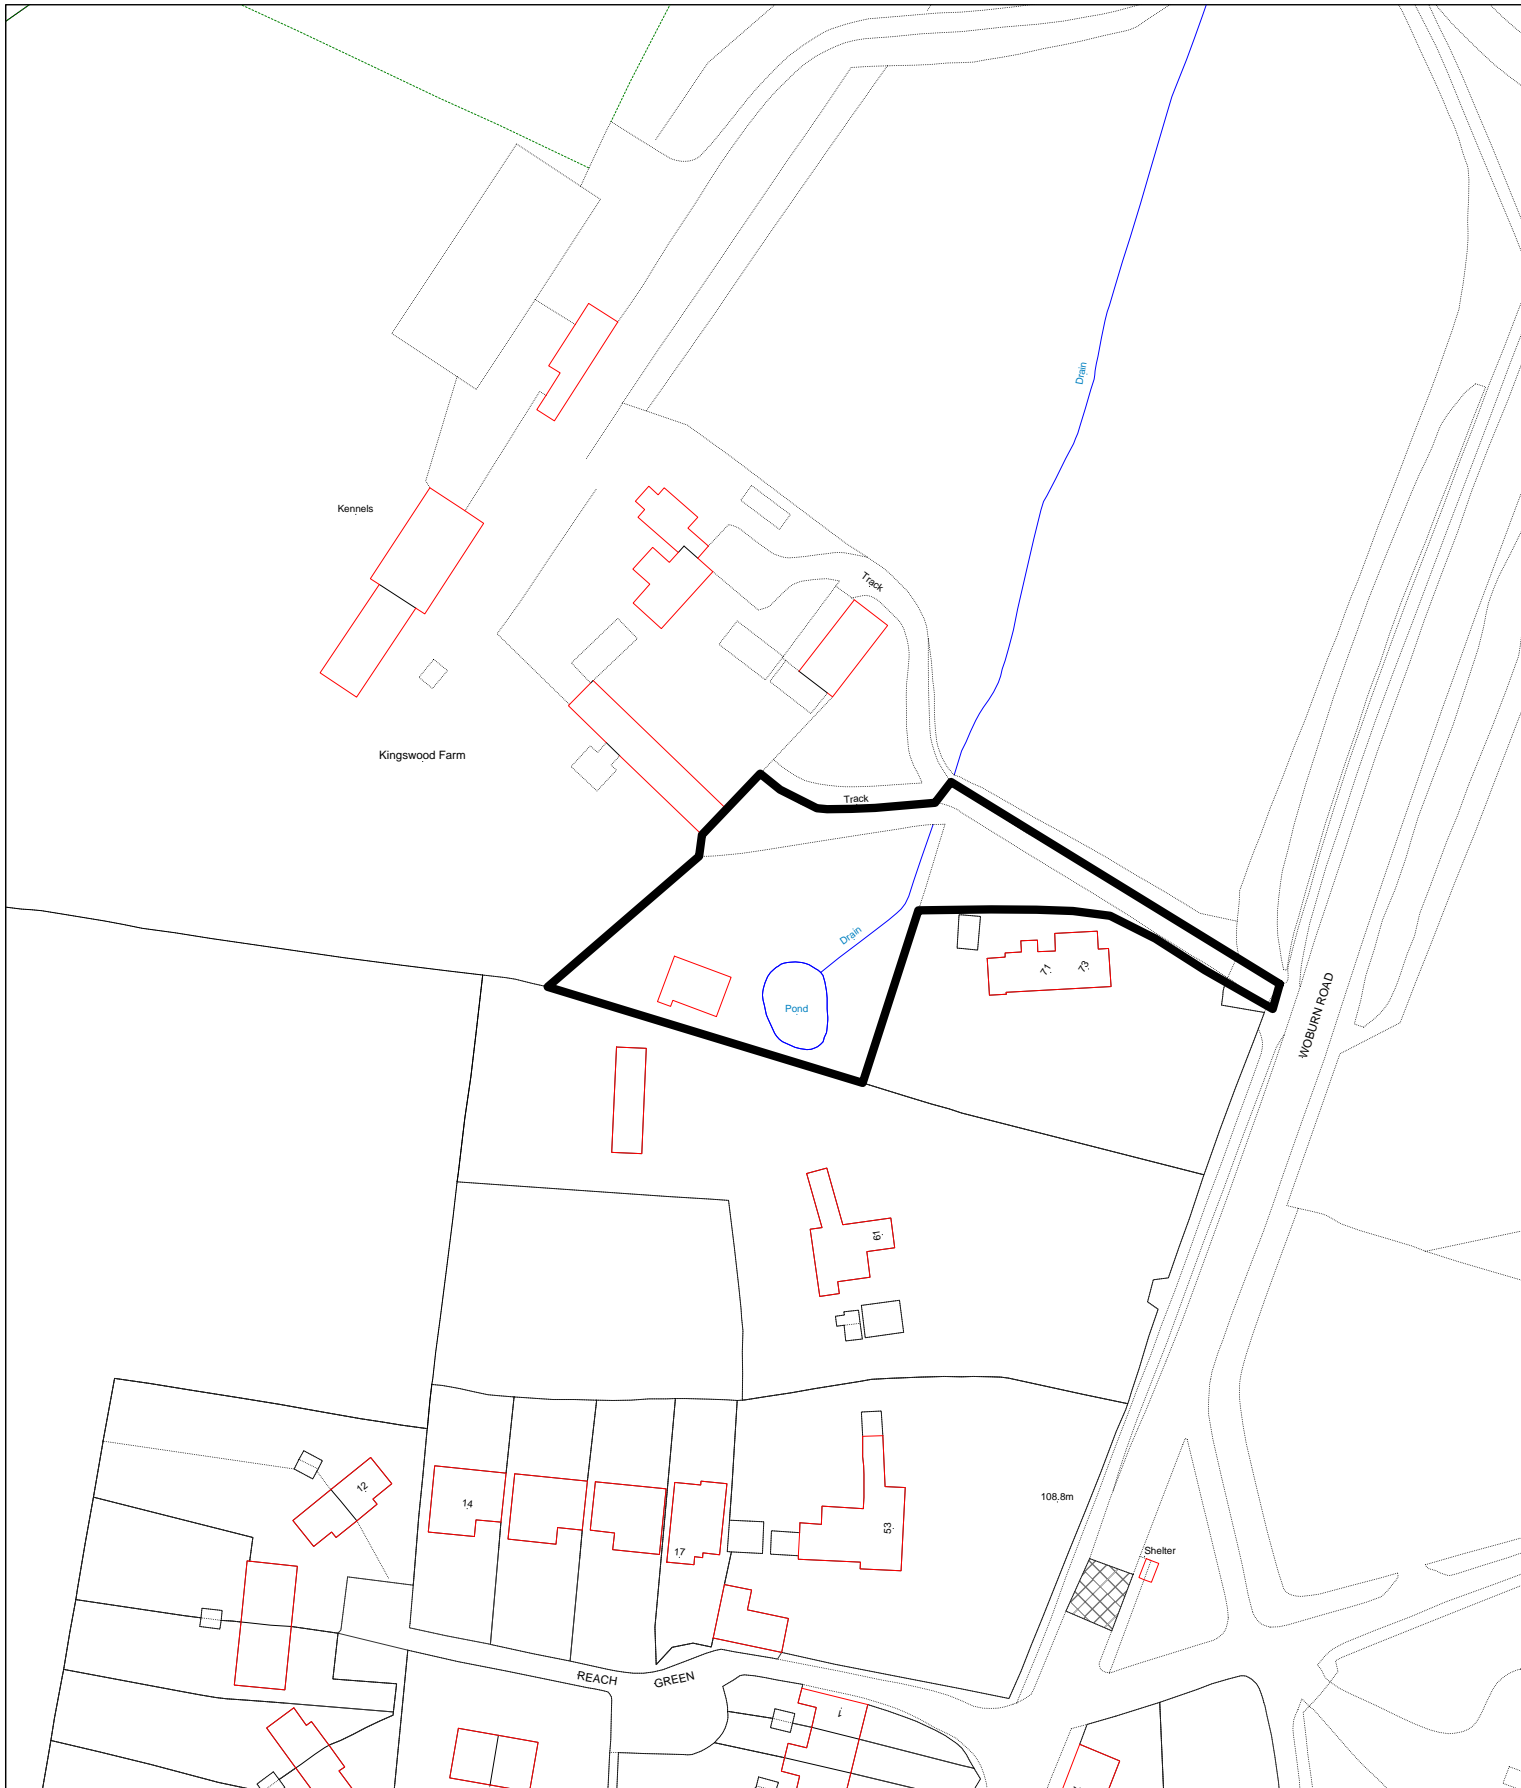 Drain
Kennels
Track
Kingswood Farm
Track
Drain
71
73
Pond
WOBURN ROAD
61
12
14
108.8m
53
17
Shelter
REACH GREEN
1